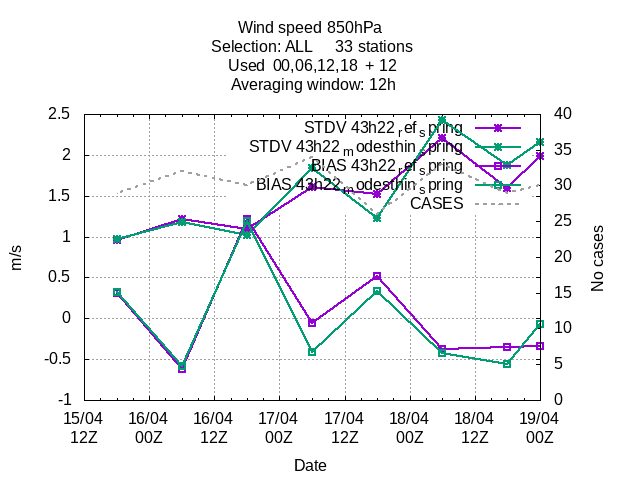 Wind speed 850hPa
Selection: ALL 33 stations
Used 00,06,12,18 + 12
Averaging window: 12h
STDV 43h22_ref_spring
STDV 43h22_modesthin_spring
BIAS 43h22_ref_spring
BIAS 43h22_modesthin_spring
CASES
2.5
2
1.5
1
0.5
0
-0.5
-1
m/s
40
35
30
25
20
15
10
5
0
No cases
15/04 16/04 16/04 17/04 17/04 18/04 18/04 19/04
12Z 00Z 12Z 00Z 12Z 00Z 12Z 00Z
Date